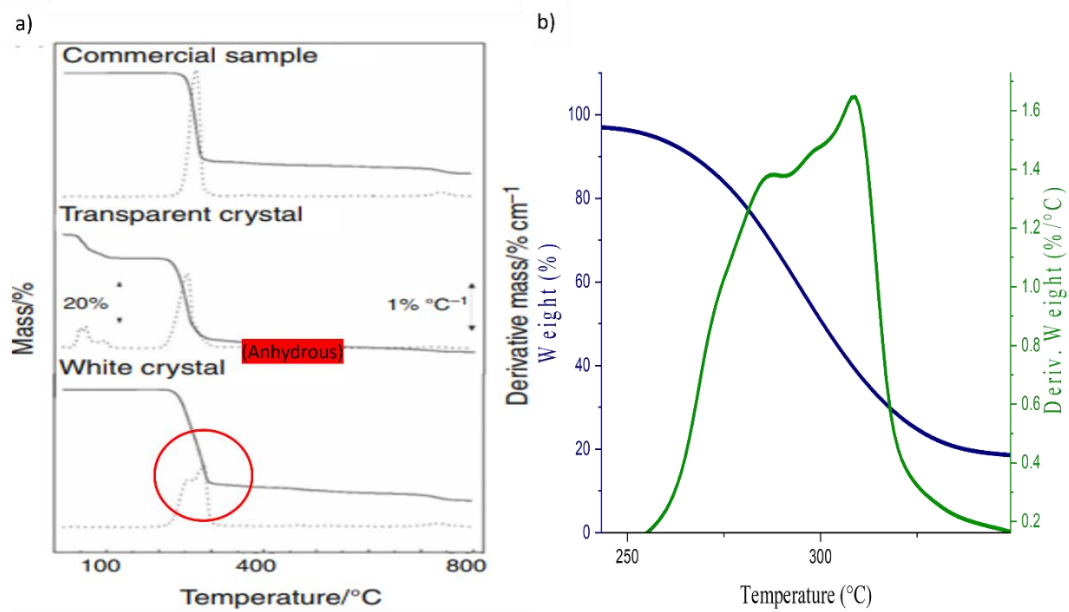 a)
Commercial sample
Transparent crystal
20%
1% °C⁻¹
(Anhydrous)
White crystal
Mass/%
Derivative mass/% cm⁻¹
100
400
800
Temperature/°C
b)
100
80
60
40
20
0
Weight (%)
1.6
1.4
1.2
1.0
0.8
0.6
0.4
0.2
Deriv. Weight (%/°C)
250
300
Temperature (°C)